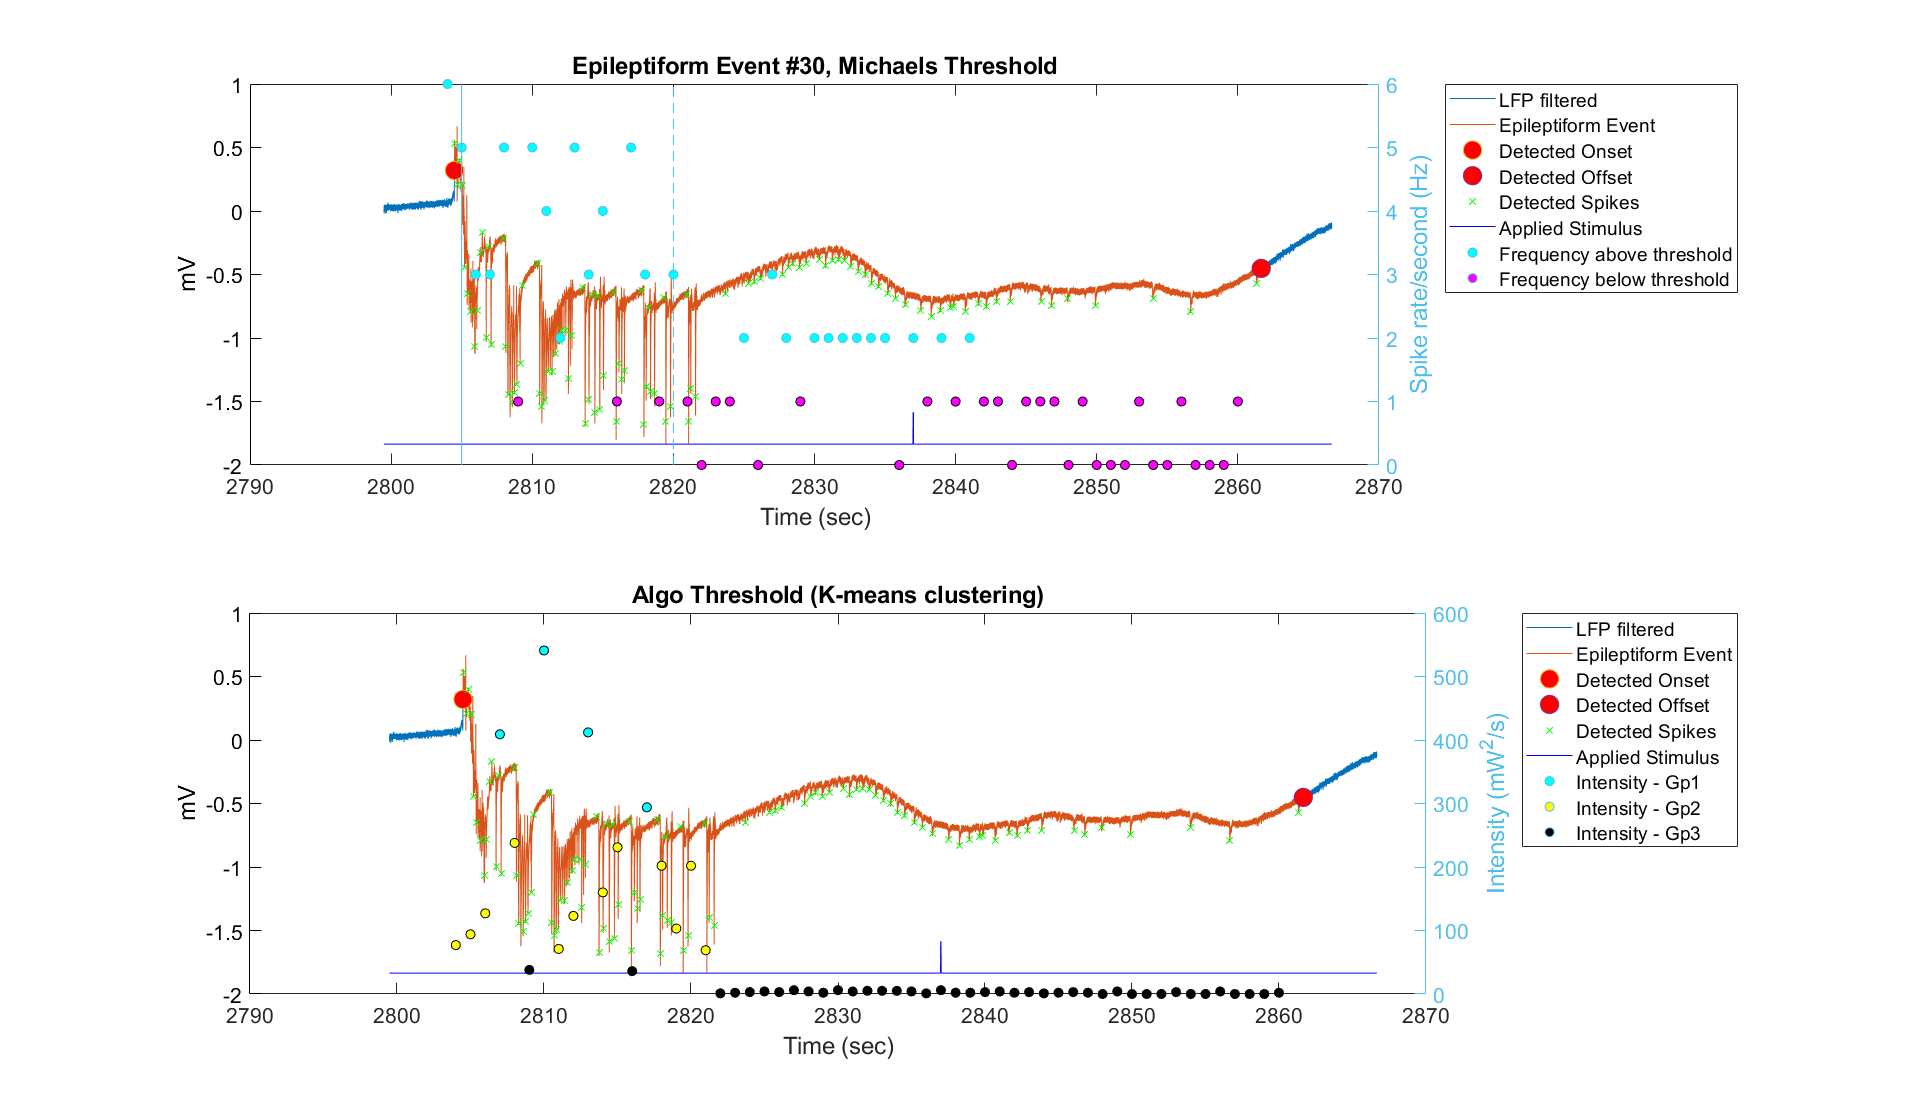 Epileptiform Event #30, Michaels Threshold
1
0.5
0
-0.5
-1
-1.5
-2
mV
2790 2800 2810 2820 2830 2840 2850 2860 2870
Time (sec)
6
5
4
3
2
1
0
Spike rate/second (Hz)
LFP filtered
Epileptiform Event
Detected Onset
Detected Offset
Detected Spikes
Applied Stimulus
Frequency above threshold
Frequency below threshold
Algo Threshold (K-means clustering)
1
0.5
0
-0.5
-1
-1.5
-2
mV
2790 2800 2810 2820 2830 2840 2850 2860 2870
Time (sec)
600
500
400
300
200
100
0
Intensity (mW²/s)
LFP filtered
Epileptiform Event
Detected Onset
Detected Offset
Detected Spikes
Applied Stimulus
Intensity - Gp1
Intensity - Gp2
Intensity - Gp3